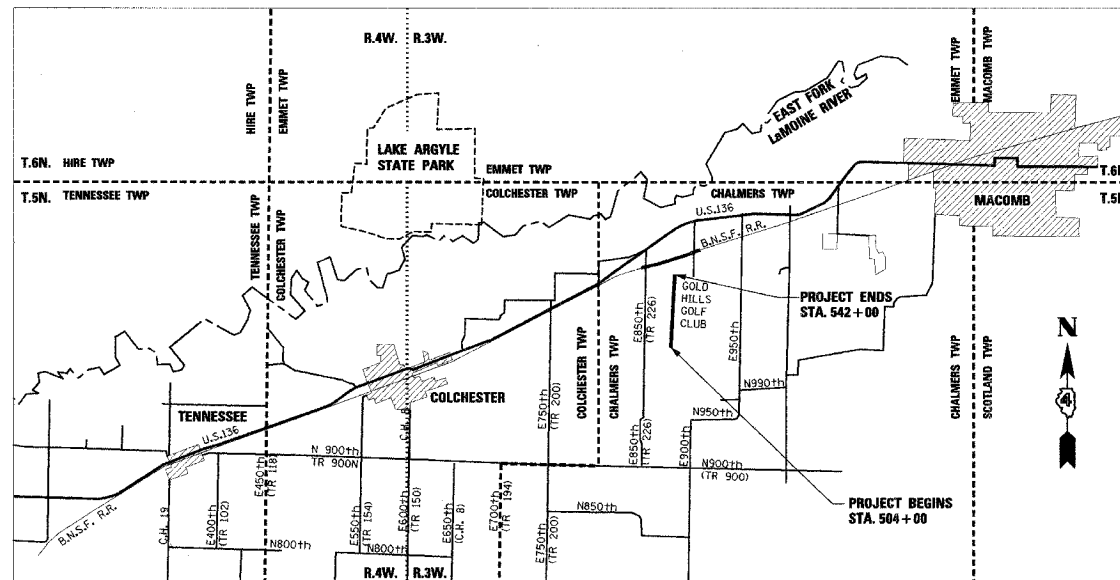 R.4W. R.3W.
HIRE TWP
EMMET TWP
EMMET TWP
MACOMB TWP
EAST FORK
LaMOINE RIVER
LAKE ARGYLE
STATE PARK
T.6N. HIRE TWP
EMMET TWP
T.6N
T.5N. TENNESSEE TWP
COLCHESTER TWP
CHALMERS TWP
T.5N
MACOMB
U.S.136
B.N.S.F. R.R.
TENNESSEE TWP
COLCHESTER TWP
GOLD
HILLS
GOLF
CLUB
PROJECT ENDS
STA. 542+00
E850th
(TR 226)
E950th
N
4
COLCHESTER TWP
CHALMERS TWP
CHALMERS TWP
SCOTLAND TWP
E750th
(TR 200)
N990th
COLCHESTER
TENNESSEE
U.S.136
C.H. 8
N950th
E850th
(TR 226)
E900th
N 900th
TR 900N
N900th
(TR 900)
E450th
(TR 118)
PROJECT BEGINS
STA. 504+00
B.N.S.F. R.R.
C.H. 19
E400th
(TR 102)
E550th
(TR 154)
E600th
(TR 150)
E650th
(C.H. 8)
E700th
(TR 194)
E750th
(TR 200)
N850th
N800th
N800th
R.4W. R.3W.